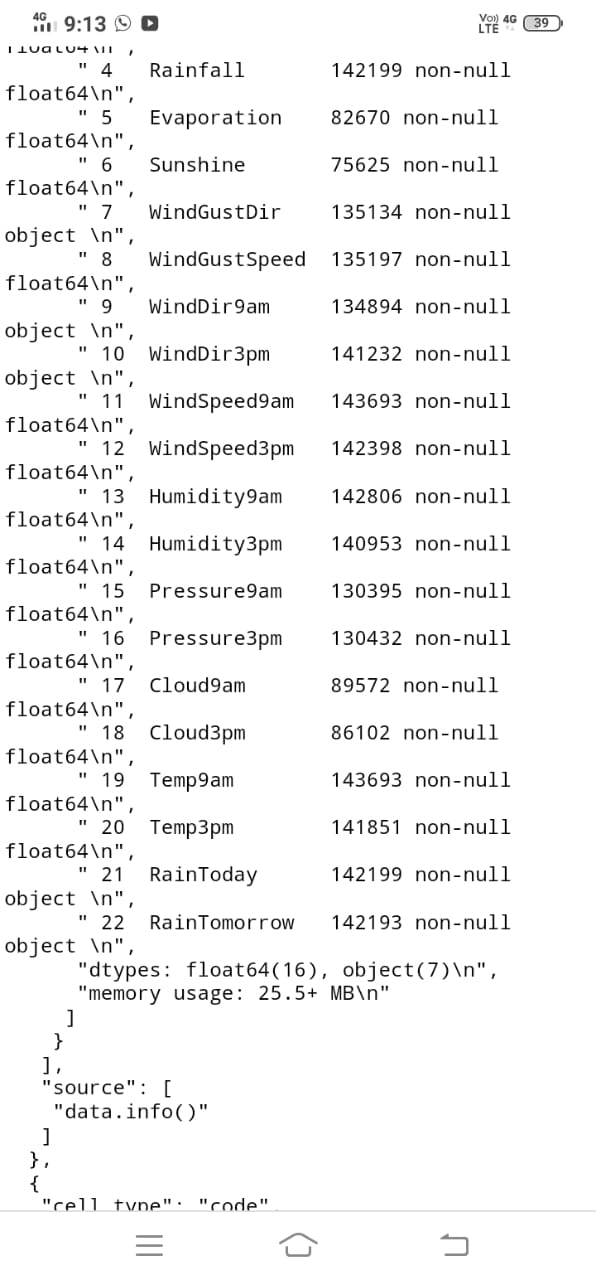 4G 9:13 Vo)) 4G LTE 39
" 4 Rainfall 142199 non-null
float64\n",
" 5 Evaporation 82670 non-null
float64\n",
" 6 Sunshine 75625 non-null
float64\n",
" 7 WindGustDir 135134 non-null
object \n",
" 8 WindGustSpeed 135197 non-null
float64\n",
" 9 WindDir9am 134894 non-null
object \n",
" 10 WindDir3pm 141232 non-null
object \n",
" 11 WindSpeed9am 143693 non-null
float64\n",
" 12 WindSpeed3pm 142398 non-null
float64\n",
" 13 Humidity9am 142806 non-null
float64\n",
" 14 Humidity3pm 140953 non-null
float64\n",
" 15 Pressure9am 130395 non-null
float64\n",
" 16 Pressure3pm 130432 non-null
float64\n",
" 17 Cloud9am 89572 non-null
float64\n",
" 18 Cloud3pm 86102 non-null
float64\n",
" 19 Temp9am 143693 non-null
float64\n",
" 20 Temp3pm 141851 non-null
float64\n",
" 21 RainToday 142199 non-null
object \n",
" 22 RainTomorrow 142193 non-null
object \n",
"dtypes: float64(16), object(7)\n",
"memory usage: 25.5+ MB\n"
]
}
],
"source": [
"data.info()"
]
},
{
"cell_type": "code"